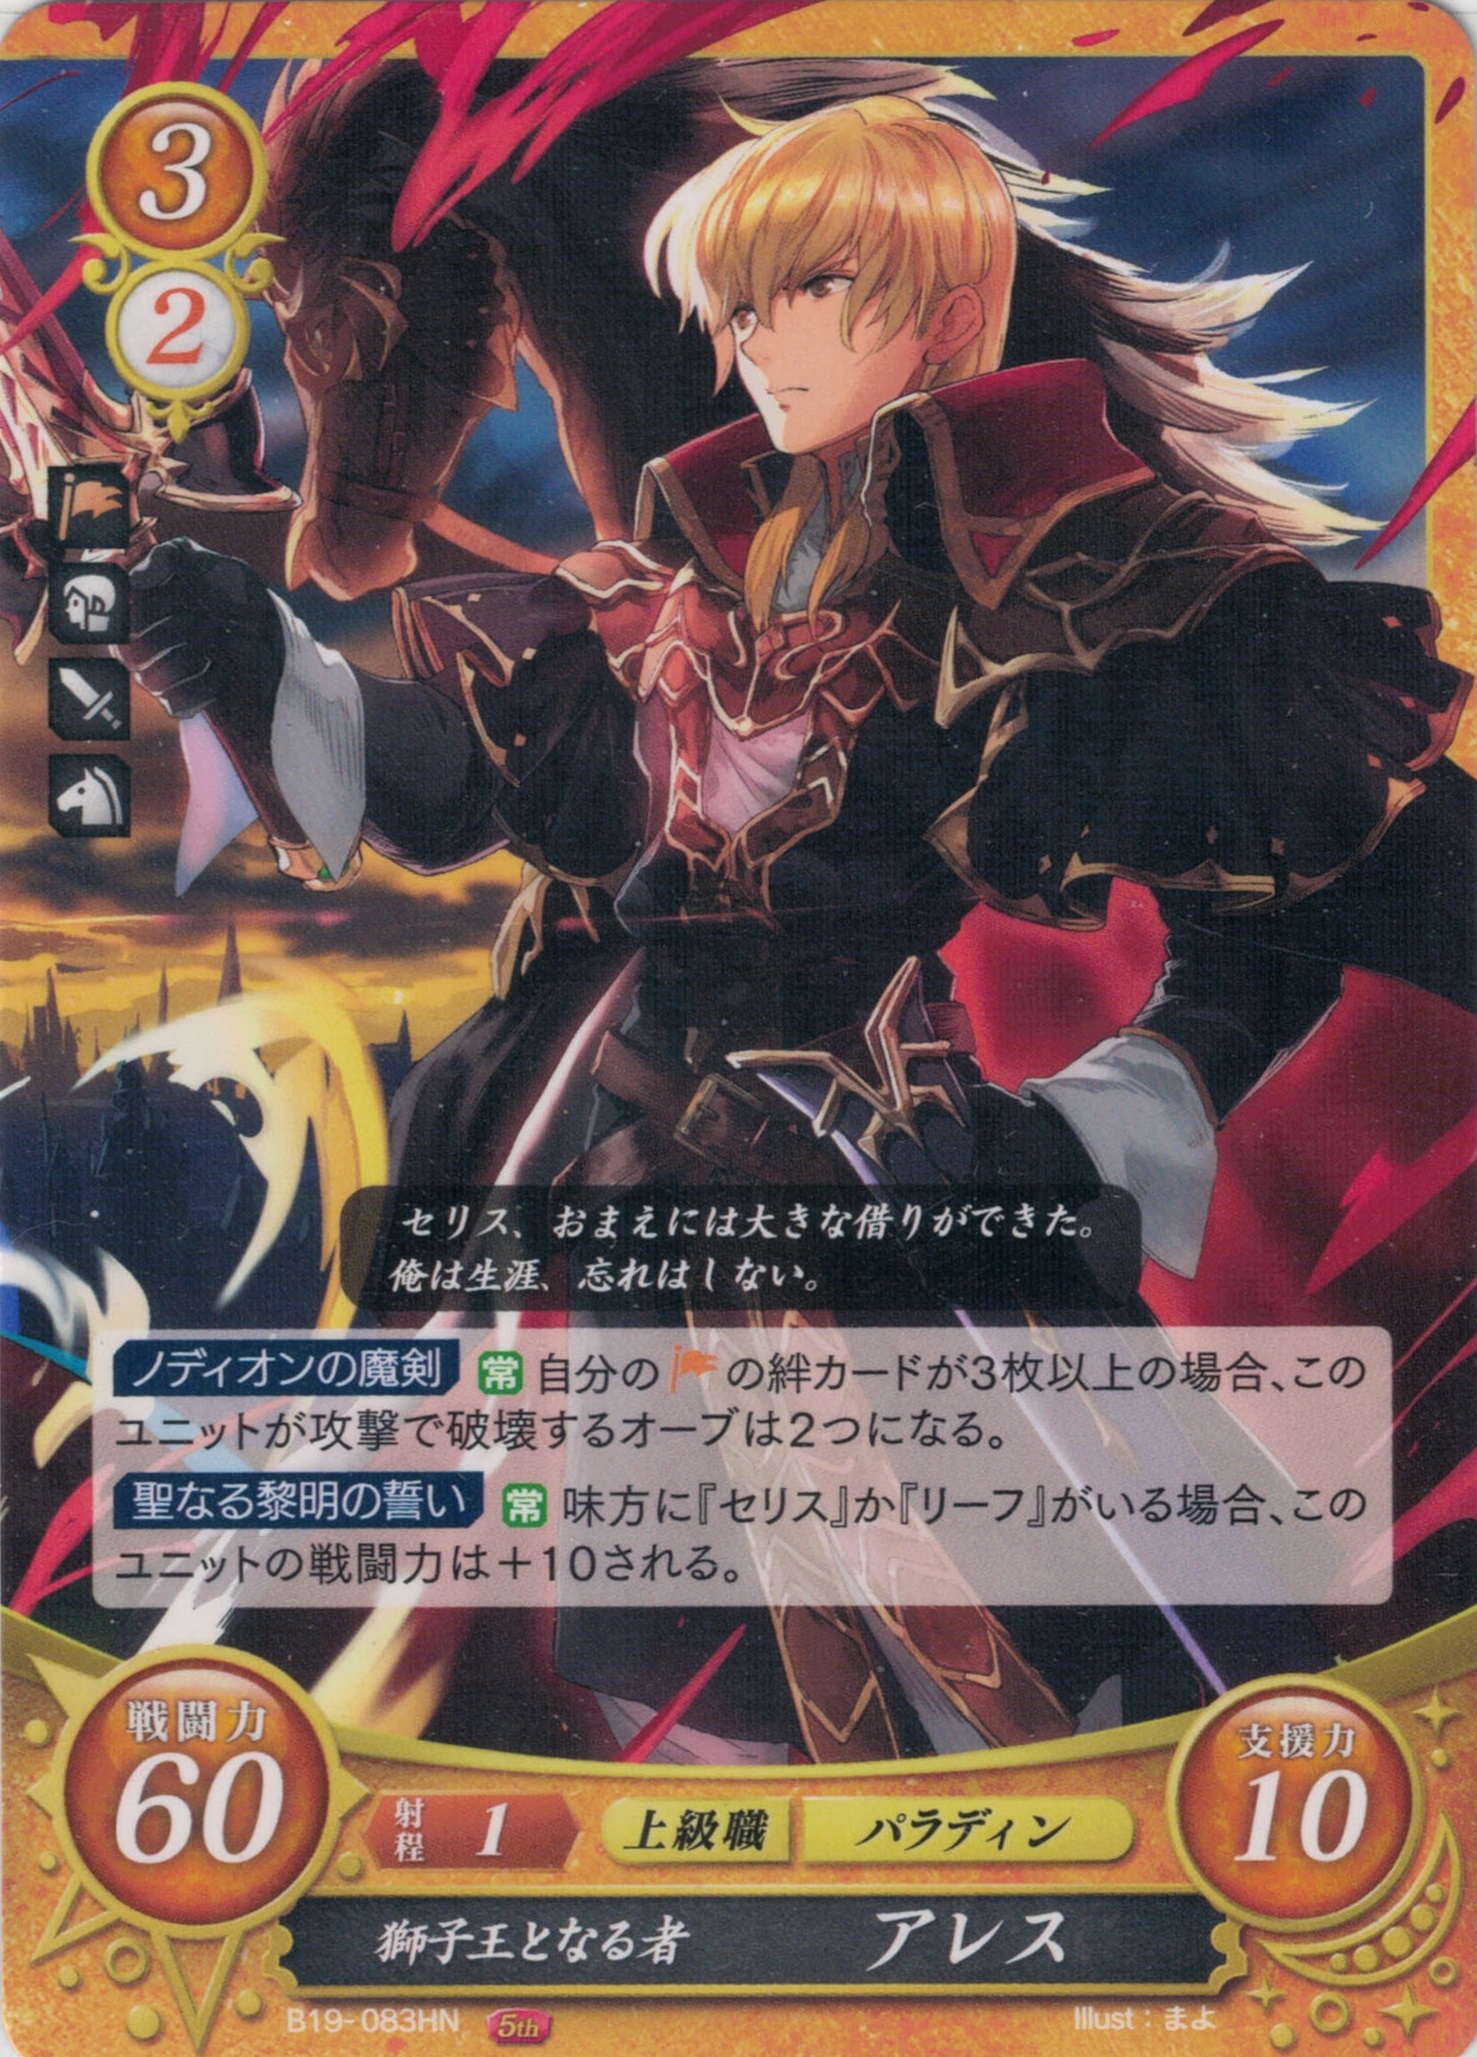 3
2
セリス、おまえには大きな借りができた。
俺は生涯、忘れはしない。
ノディオンの魔剣 常 自分の の絆カードが3枚以上の場合、この
ユニットが攻撃で破壊するオーブは2つになる。
聖なる黎明の誓い 常 味方に『セリス』か『リーフ』がいる場合、この
ユニットの戦闘力は+10される。
戦闘力
60
射程 1
上級職 パラディン
支援力
10
獅子王となる者 アレス
B19-083HN 5th Illust:まよ